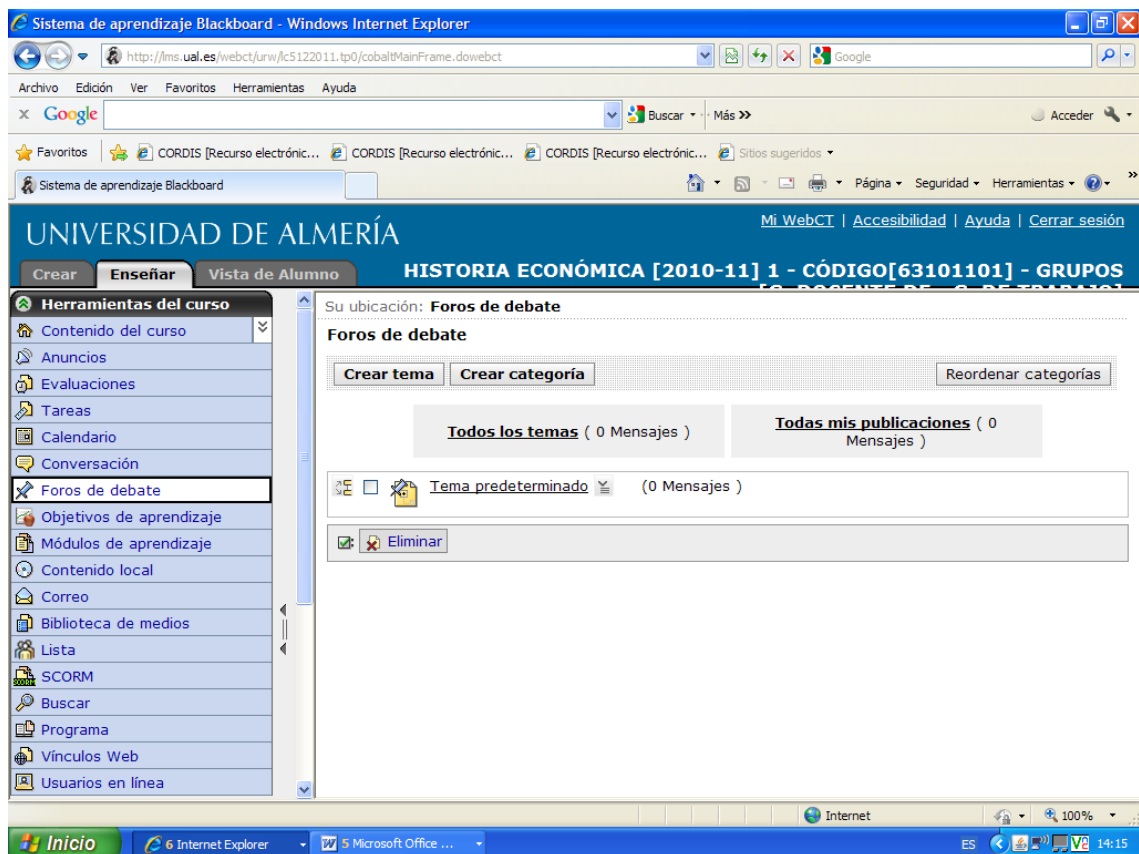 Sistema de aprendizaje Blackboard - Windows Internet Explorer
http://lms.ual.es/webct/urw/lc5122011.tp0/cobaltMainFrame.dowebct
Google
Archivo Edición Ver Favoritos Herramientas Ayuda
x Google Buscar Más >> Acceder
Favoritos CORDIS [Recurso electrónic... CORDIS [Recurso electrónic... CORDIS [Recurso electrónic... Sitios sugeridos
Sistema de aprendizaje Blackboard Página Seguridad Herramientas >>
UNIVERSIDAD DE ALMERÍA
Mi WebCT | Accesibilidad | Ayuda | Cerrar sesión
Crear Enseñar Vista de Alumno
HISTORIA ECONÓMICA [2010-11] 1 - CÓDIGO[63101101] - GRUPOS
Herramientas del curso
Contenido del curso
Anuncios
Evaluaciones
Tareas
Calendario
Conversación
Foros de debate
Objetivos de aprendizaje
Módulos de aprendizaje
Contenido local
Correo
Biblioteca de medios
Lista
SCORM
Buscar
Programa
Vínculos Web
Usuarios en línea
Su ubicación: Foros de debate
Foros de debate
Crear tema Crear categoría Reordenar categorías
Todos los temas ( 0 Mensajes )
Todas mis publicaciones ( 0
Mensajes )
Tema predeterminado (0 Mensajes )
Eliminar
Internet 100%
Inicio 6 Internet Explorer 5 Microsoft Office ... ES 14:15